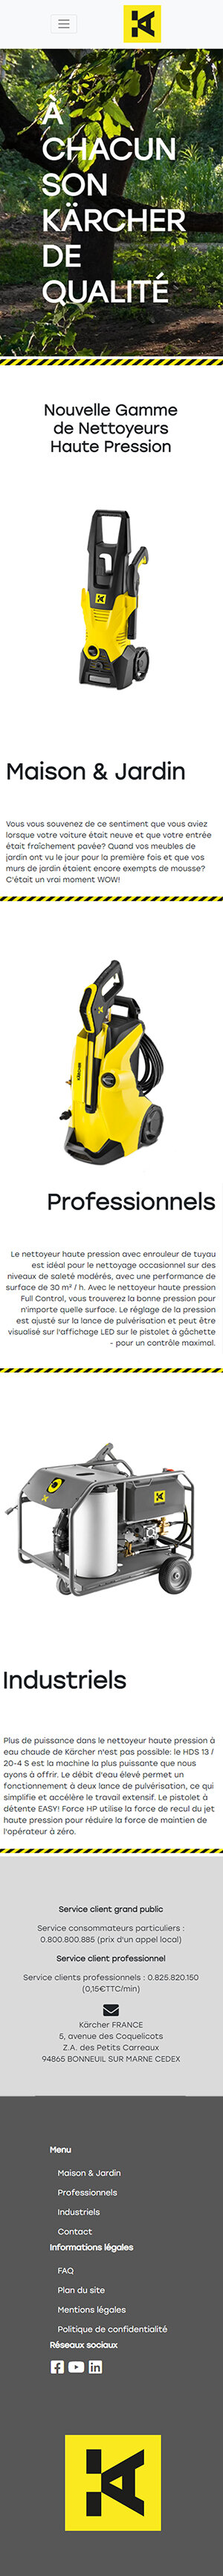 À
CHACUN
SON
KÄRCHER
DE
QUALITÉ
Nouvelle Gamme
de Nettoyeurs
Haute Pression
Maison & Jardin
Vous vous souvenez de ce sentiment que vous aviez
lorsque votre voiture était neuve et que votre entrée
était fraîchement pavée? Quand vos meubles de
jardin ont vu le jour pour la première fois et que vos
murs de jardin étaient encore exempts de mousse?
C'était un vrai moment WOW!
Professionnels
Le nettoyeur haute pression avec enrouleur de tuyau
est idéal pour le nettoyage occasionnel sur des
niveaux de saleté modérés, avec une performance de
surface de 30 m² / h. Avec le nettoyeur haute pression
Full Control, vous trouverez la bonne pression pour
n'importe quelle surface. Le réglage de la pression
est ajusté sur la lance de pulvérisation et peut être
visualisé sur l'affichage LED sur le pistolet à gâchette
- pour un contrôle maximal.
Industriels
Plus de puissance dans le nettoyeur haute pression à
eau chaude de Kärcher n'est pas possible: le HDS 13 /
20-4 S est la machine la plus puissante que nous
ayons à offrir. Le débit d'eau élevé permet un
fonctionnement à deux lance de pulvérisation, ce qui
simplifie et accélère le travail extensif. Le pistolet à
détente EASY! Force HP utilise la force de recul du jet
haute pression pour réduire la force de maintien de
l'opérateur à zéro.
Service client grand public
Service consommateurs particuliers :
0.800.800.885 (prix d'un appel local)
Service client professionnel
Service clients professionnels : 0.825.820.150
(0,15€TTC/min)
Kärcher FRANCE
5, avenue des Coquelicots
Z.A. des Petits Carreaux
94865 BONNEUIL SUR MARNE CEDEX
Menu
Maison & Jardin
Professionnels
Industriels
Contact
Informations légales
FAQ
Plan du site
Mentions légales
Politique de confidentialité
Réseaux sociaux